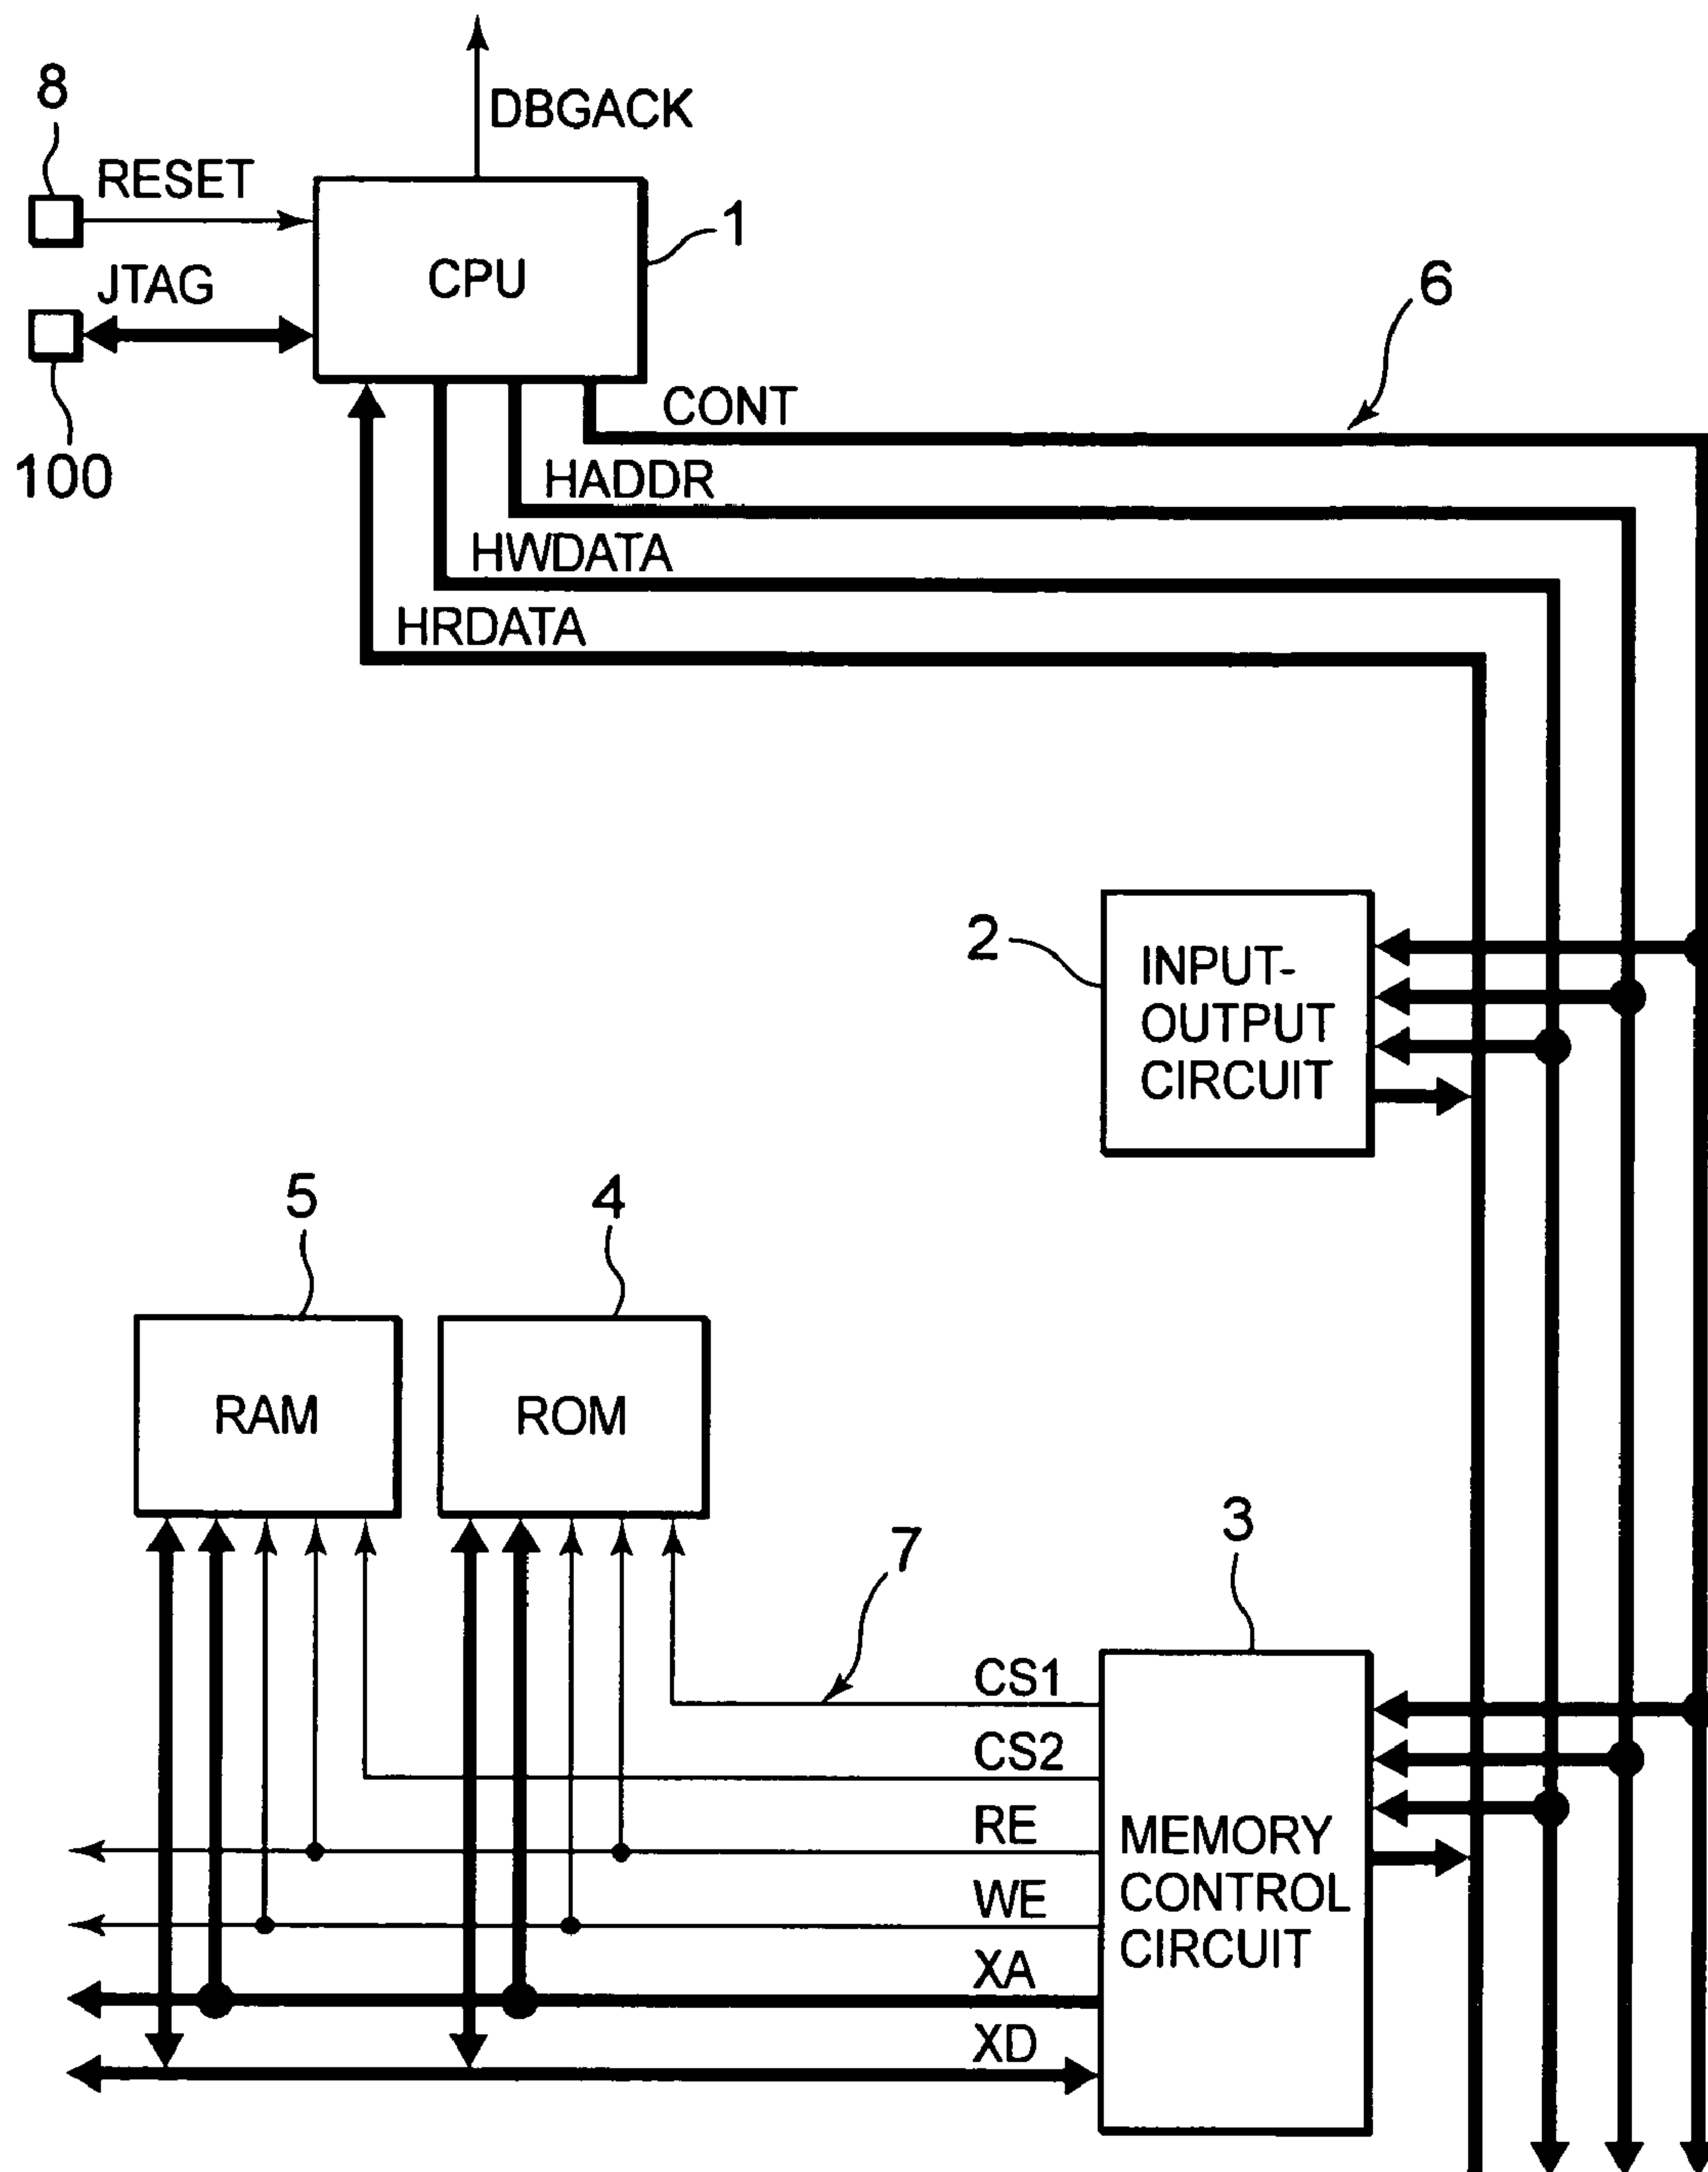 8
DBGACK
RESET
1
CPU
JTAG
6
100
CONT
HADDR
HWDATA
HRDATA
2
INPUT-
OUTPUT
CIRCUIT
5
4
RAM
ROM
7
3
CS1
CS2
RE
WE
XA
XD
MEMORY
CONTROL
CIRCUIT